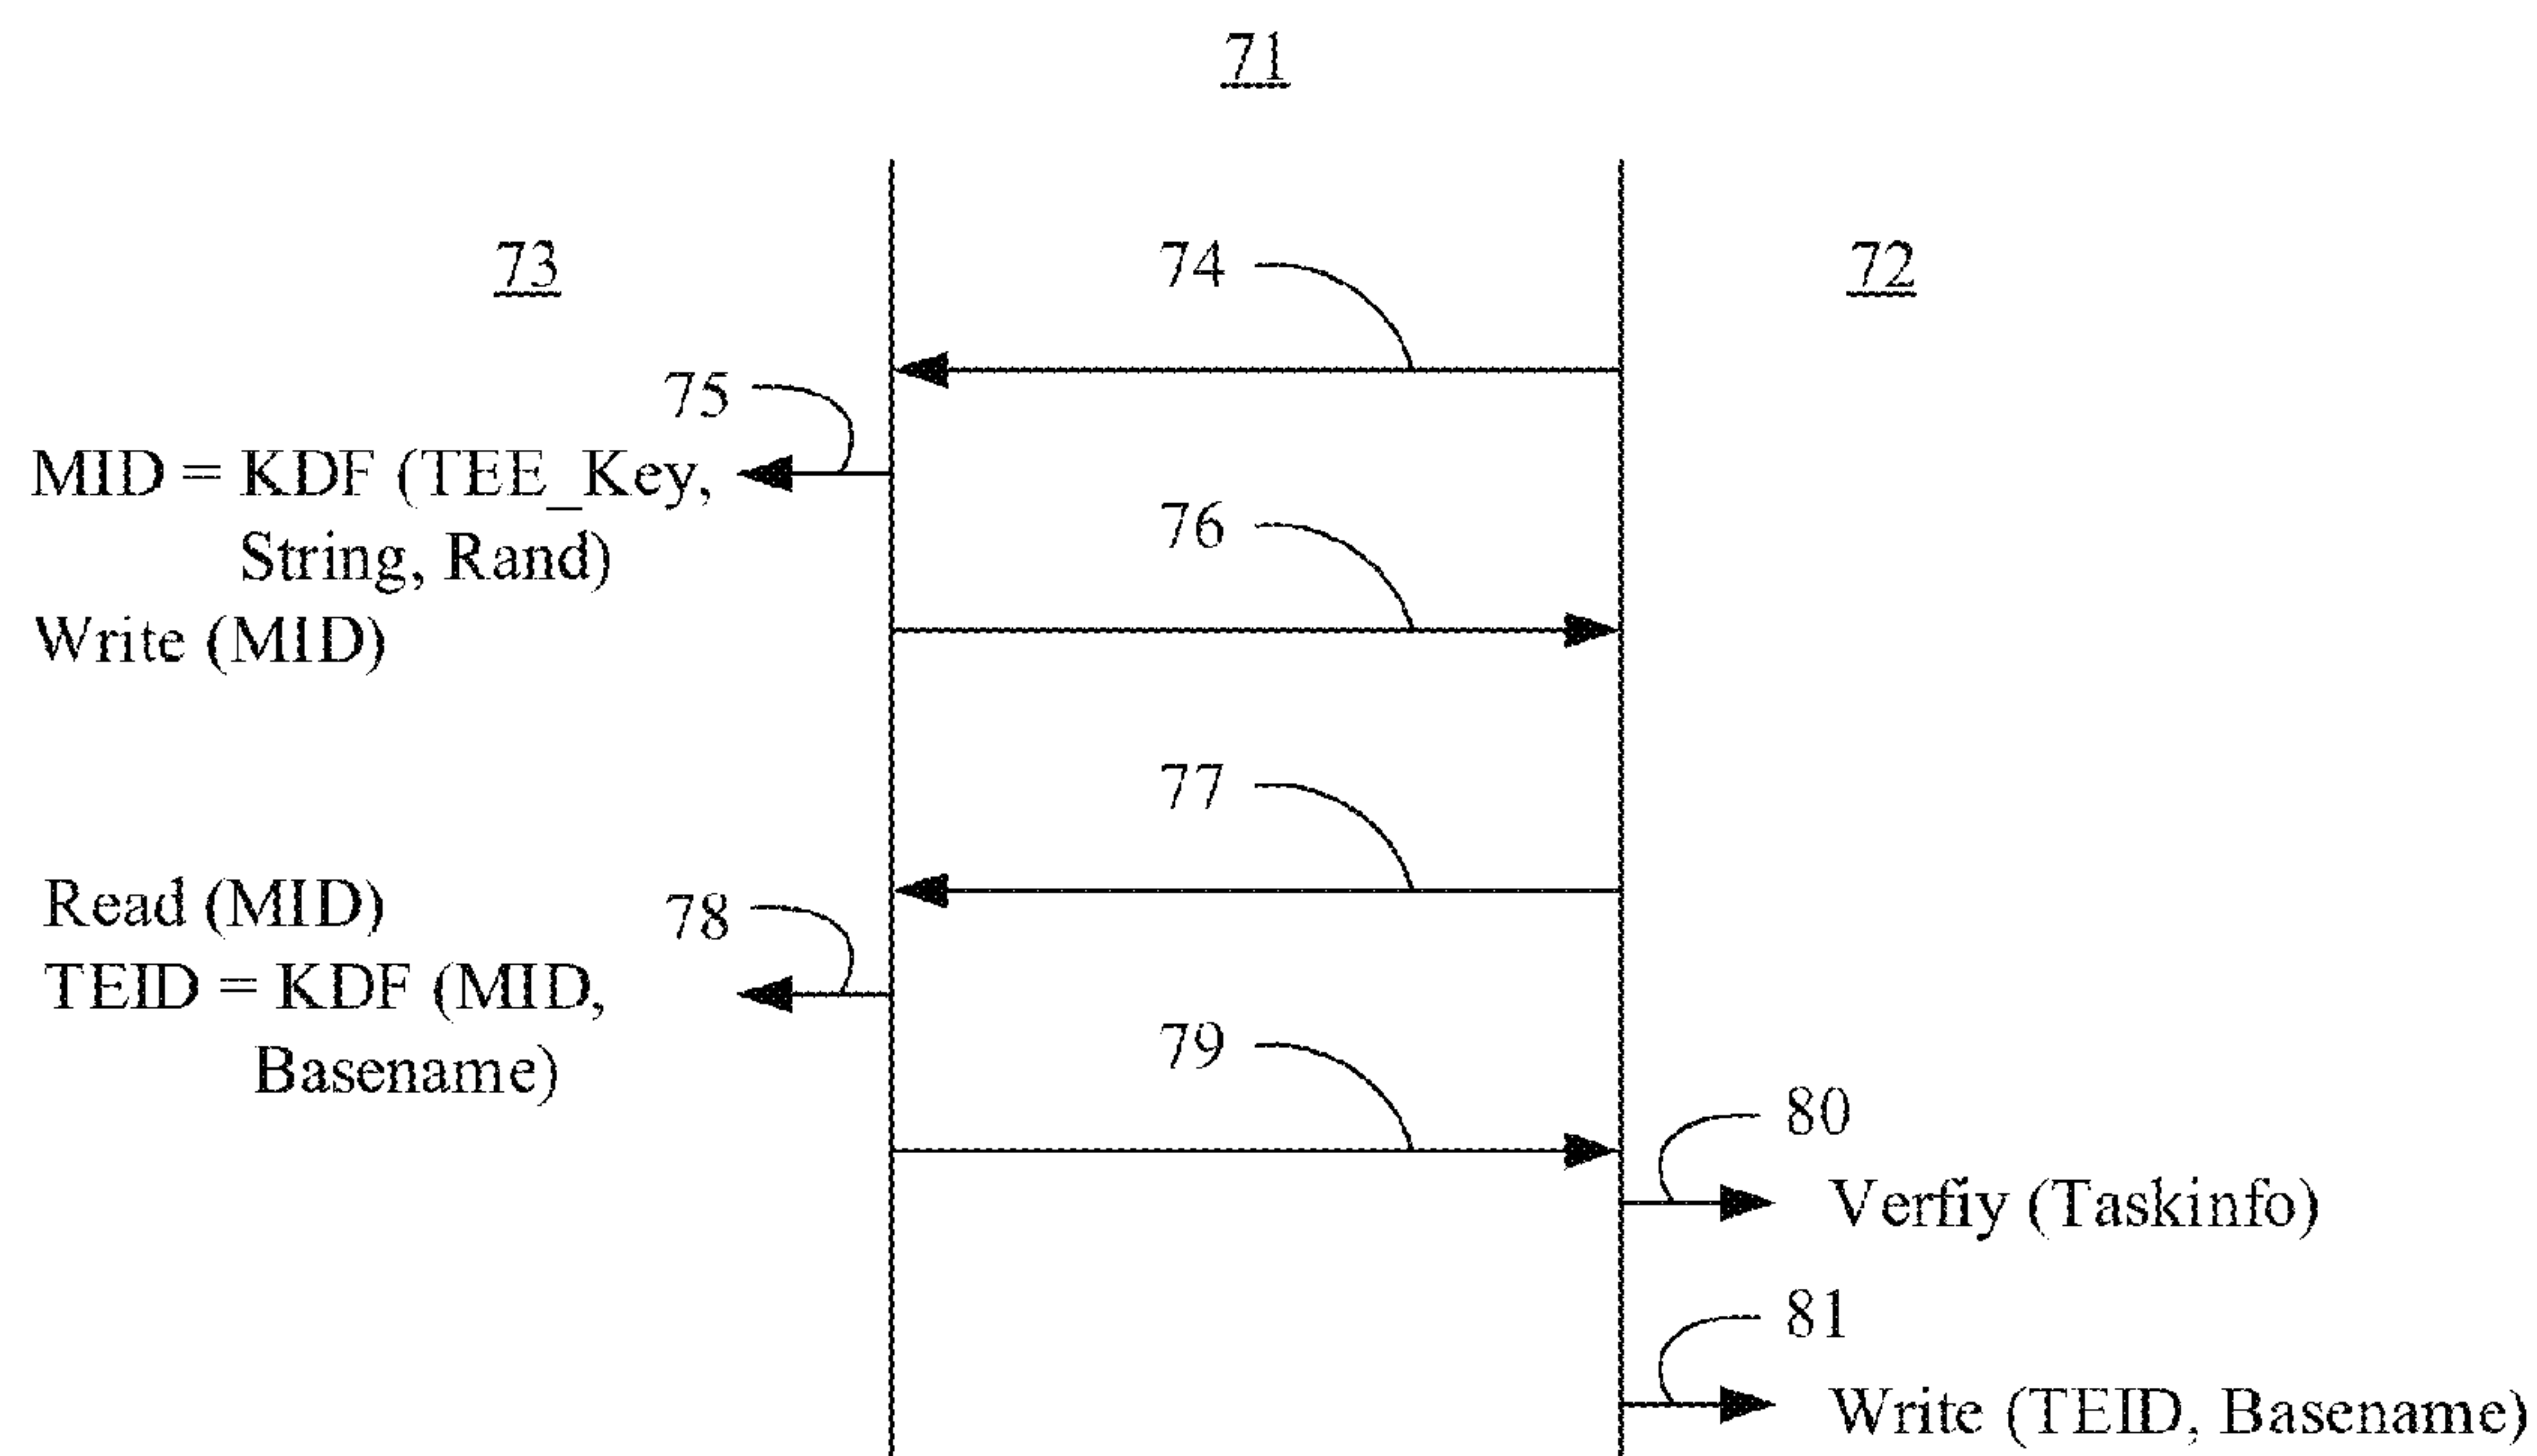 71
73
74
72
75
MID = KDF (TEE_Key,
String, Rand)
76
Write (MID)
77
Read (MID)
78
TEID = KDF (MID,
Basename)
79
80
Verfiy (Taskinfo)
81
Write (TEID, Basename)